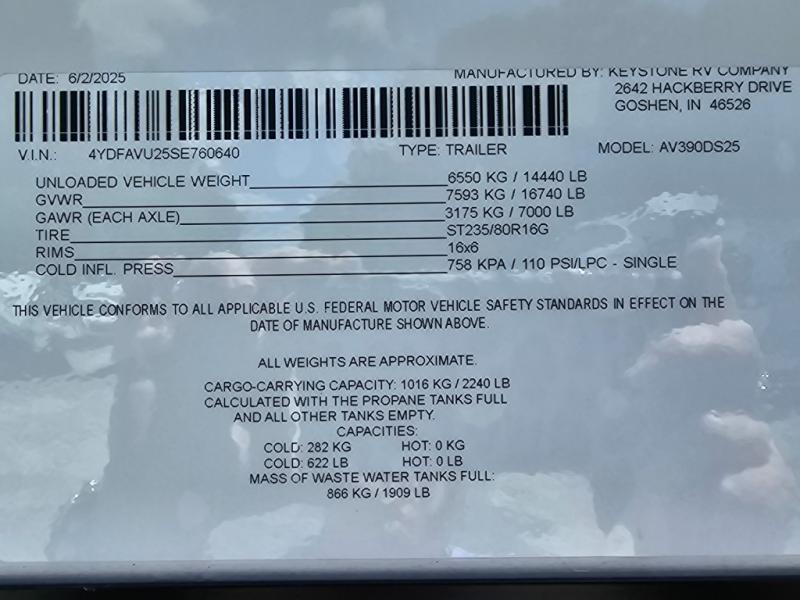 DATE: 6/2/2025
MANUFACTURED BY: KEYSTONE RV COMPANY
2642 HACKBERRY DRIVE
GOSHEN, IN 46526
V.I.N.: 4YDFAVU25SE760640 TYPE: TRAILER MODEL: AV390DS25
UNLOADED VEHICLE WEIGHT 6550 KG / 14440 LB
GVWR 7593 KG / 16740 LB
GAWR (EACH AXLE) 3175 KG / 7000 LB
TIRE ST235/80R16G
RIMS 16x6
COLD INFL. PRESS 758 KPA / 110 PSI/LPC - SINGLE
THIS VEHICLE CONFORMS TO ALL APPLICABLE U.S. FEDERAL MOTOR VEHICLE SAFETY STANDARDS IN EFFECT ON THE
DATE OF MANUFACTURE SHOWN ABOVE.
ALL WEIGHTS ARE APPROXIMATE.
CARGO-CARRYING CAPACITY: 1016 KG / 2240 LB
CALCULATED WITH THE PROPANE TANKS FULL
AND ALL OTHER TANKS EMPTY.
CAPACITIES:
COLD: 282 KG HOT: 0 KG
COLD: 622 LB HOT: 0 LB
MASS OF WASTE WATER TANKS FULL:
866 KG / 1909 LB